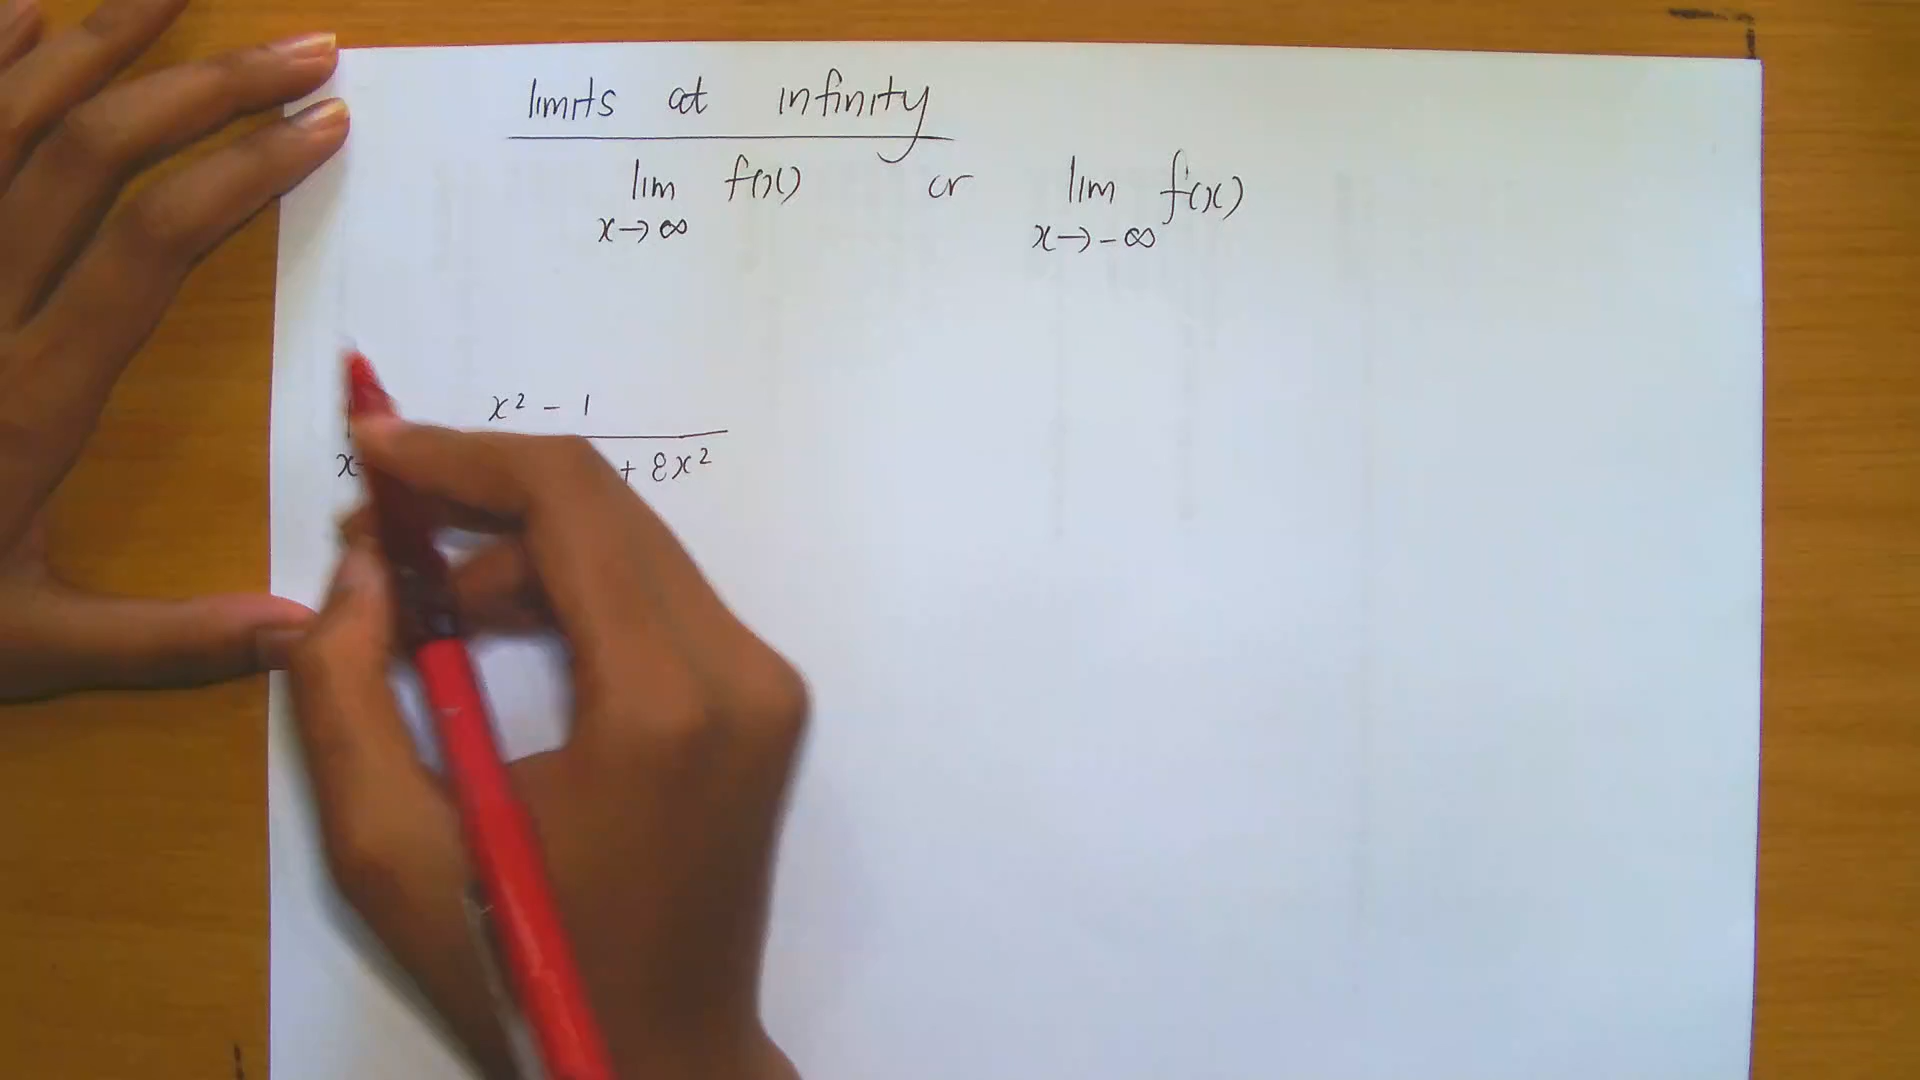 limits at infinity
lim f(x) or lim f(x)
x→∞ x→-∞
x² - 1
x + 8x²